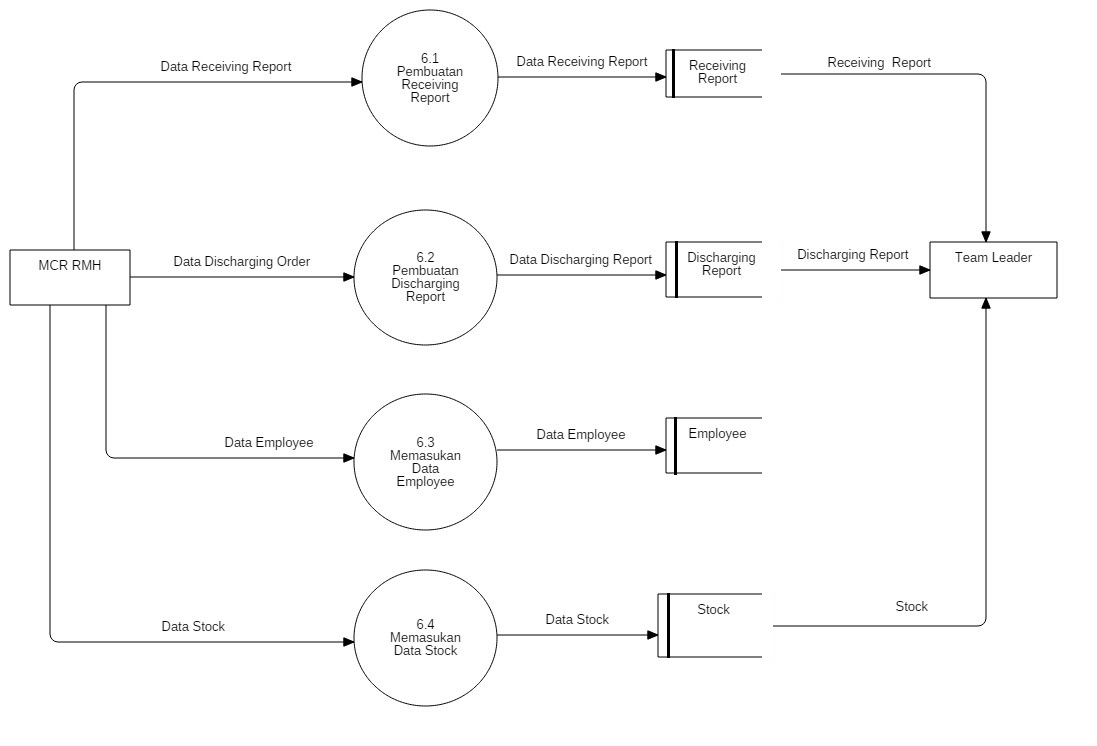 Data Receiving Report
6.1
Pembuatan
Receiving
Report
Data Receiving Report
Receiving
Report
Receiving  Report
MCR RMH
Data Discharging Order
6.2
Pembuatan
Discharging
Report
Data Discharging Report
Discharging
Report
Discharging Report
Team Leader
Data Employee
6.3
Memasukan
Data
Employee
Data Employee
Employee
Data Stock
6.4
Memasukan
Data Stock
Data Stock
Stock
Stock